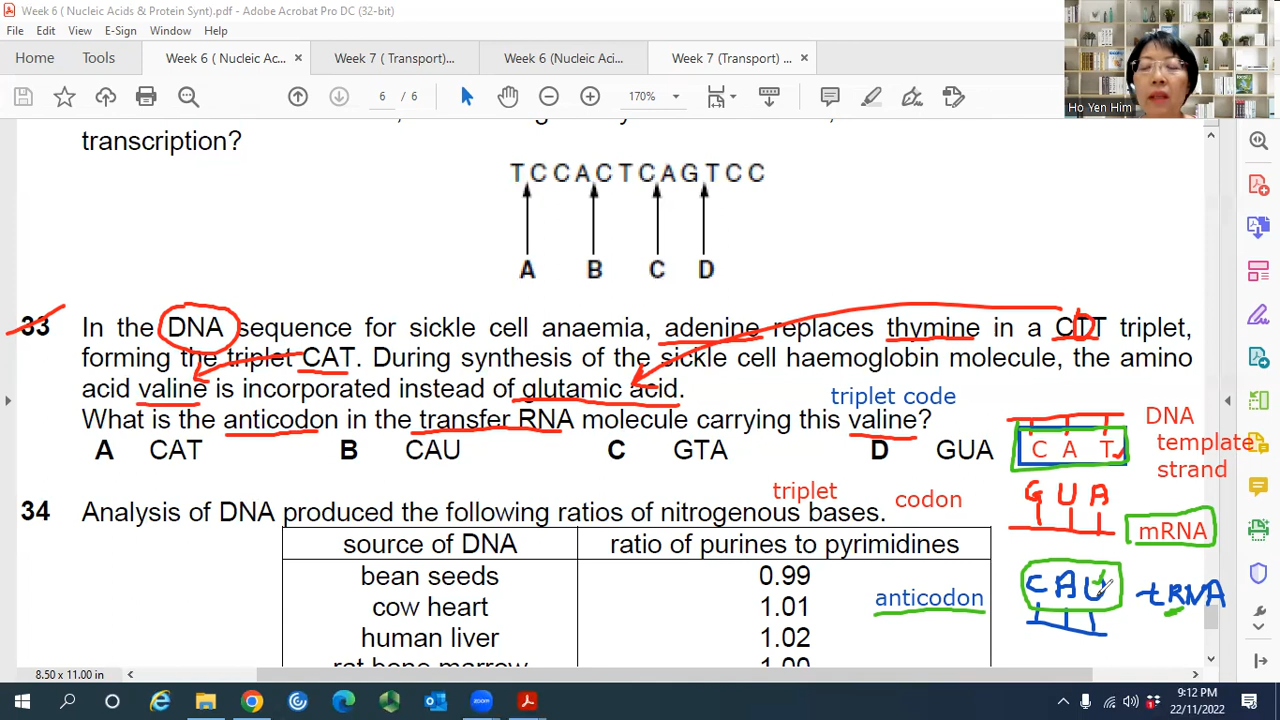 Week 6 ( Nucleic Acids & Protein Synt).pdf - Adobe Acrobat Pro DC (32-bit)
File Edit View E-Sign Window Help
Home Tools Week 6 ( Nucleic Ac... × Week 7 (Transport)... Week 6 (Nucleic Aci... Week 7 (Transport) ... ×
6 / 6 170%
Ho Yen Him
transcription?
TCCACTCAGTCC
A B C D
33 In the DNA sequence for sickle cell anaemia, adenine replaces thymine in a CTT triplet,
forming the triplet CAT. During synthesis of the sickle cell haemoglobin molecule, the amino
acid valine is incorporated instead of glutamic acid.
triplet code
What is the anticodon in the transfer RNA molecule carrying this valine?
A CAT B CAU C GTA D GUA
DNA
template
strand
C A T
triplet codon
G U A
mRNA
34 Analysis of DNA produced the following ratios of nitrogenous bases.
source of DNA ratio of purines to pyrimidines
bean seeds 0.99
cow heart 1.01
human liver 1.02
rat bone marrow 1.00
anticodon
C A U tRNA
8.50 x 11.00 in
9:12 PM
22/11/2022